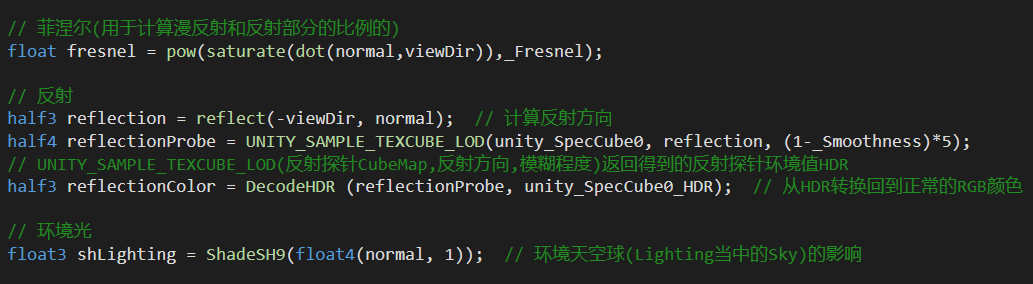 // 菲涅尔(用于计算漫反射和反射部分的比例的)
float fresnel = pow(saturate(dot(normal,viewDir)),_Fresnel);
// 反射
half3 reflection = reflect(-viewDir, normal);  // 计算反射方向
half4 reflectionProbe = UNITY_SAMPLE_TEXCUBE_LOD(unity_SpecCube0, reflection, (1-_Smoothness)*5);
// UNITY_SAMPLE_TEXCUBE_LOD(反射探针CubeMap,反射方向,模糊程度)返回得到的反射探针环境值HDR
half3 reflectionColor = DecodeHDR (reflectionProbe, unity_SpecCube0_HDR);  // 从HDR转换回到正常的RGB颜色
// 环境光
float3 shLighting = ShadeSH9(float4(normal, 1));  // 环境天空球(Lighting当中的Sky)的影响